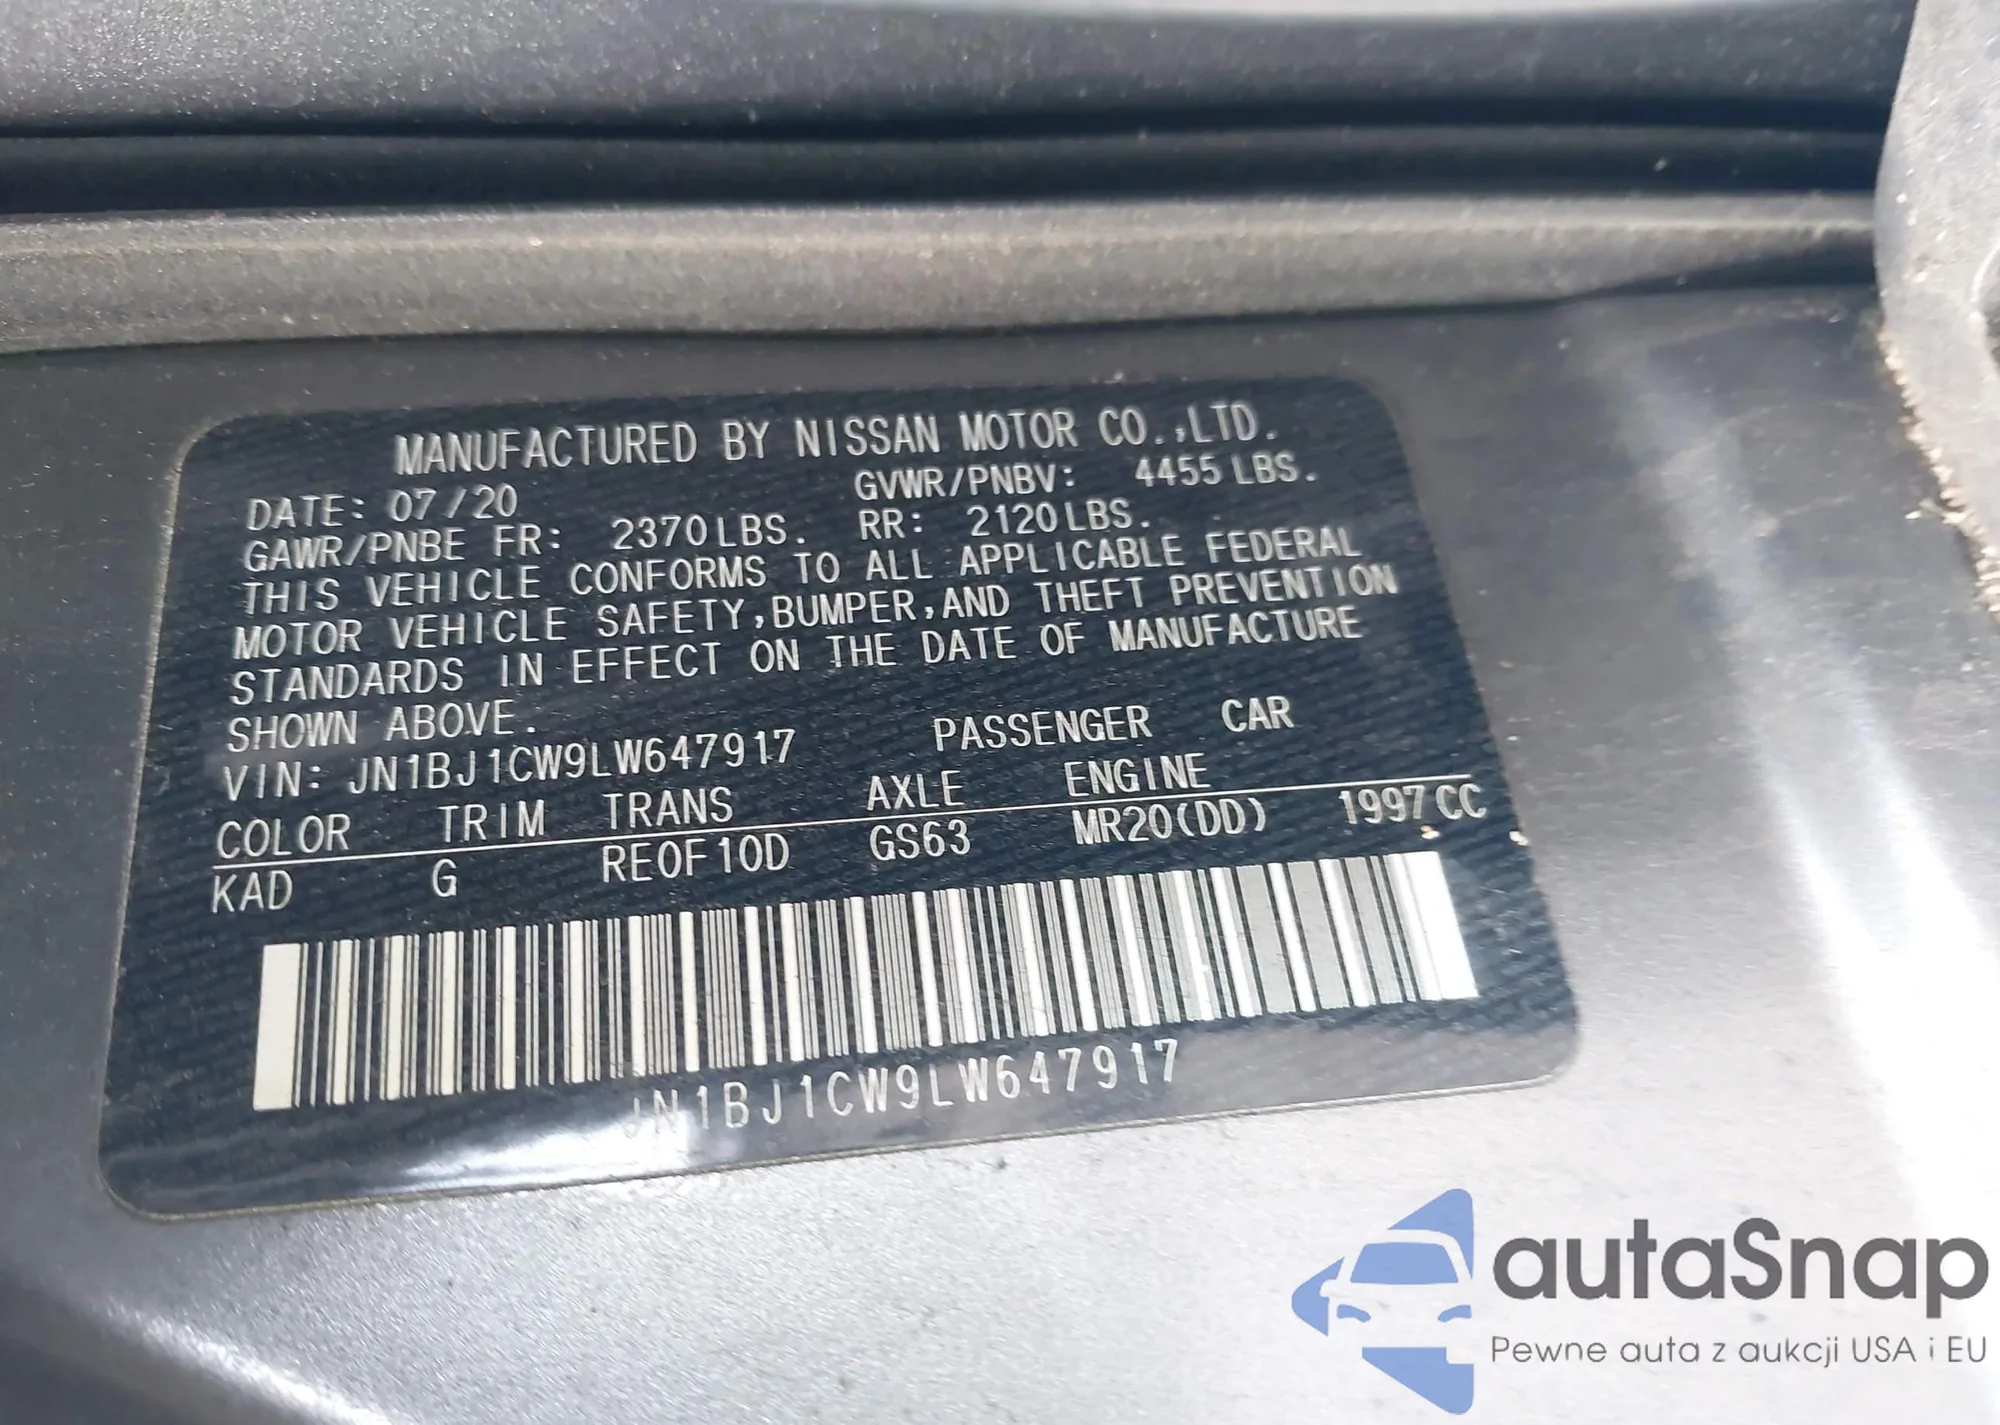 MANUFACTURED BY NISSAN MOTOR CO.,LTD.
DATE: 07/20 GVWR/PNBV: 4455 LBS.
GAWR/PNBE FR: 2370 LBS. RR: 2120 LBS.
THIS VEHICLE CONFORMS TO ALL APPLICABLE FEDERAL
MOTOR VEHICLE SAFETY,BUMPER,AND THEFT PREVENTION
STANDARDS IN EFFECT ON THE DATE OF MANUFACTURE
SHOWN ABOVE.
VIN: JN1BJ1CW9LW647917 PASSENGER CAR
COLOR TRIM TRANS AXLE ENGINE
KAD G RE0F10D GS63 MR20(DD) 1997 CC
JN1BJ1CW9LW647917
autaSnap
Pewne auta z aukcji USA i EU